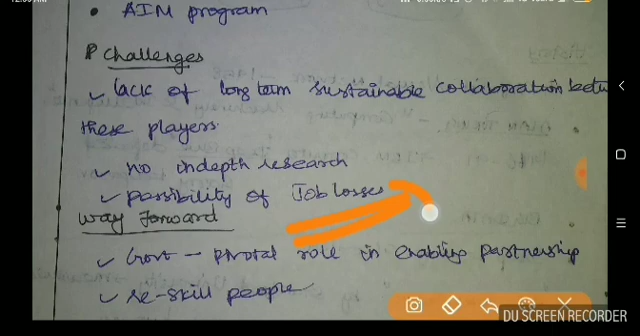 • AIM program
Challenges
✓ lack of long term sustainable collaboration betw
these players
✓ no indepth research
✓ possibility of Job losses
Way forward
✓ Govt – pivotal role in enabling partnership
✓ re-skill people
DU SCREEN RECORDER